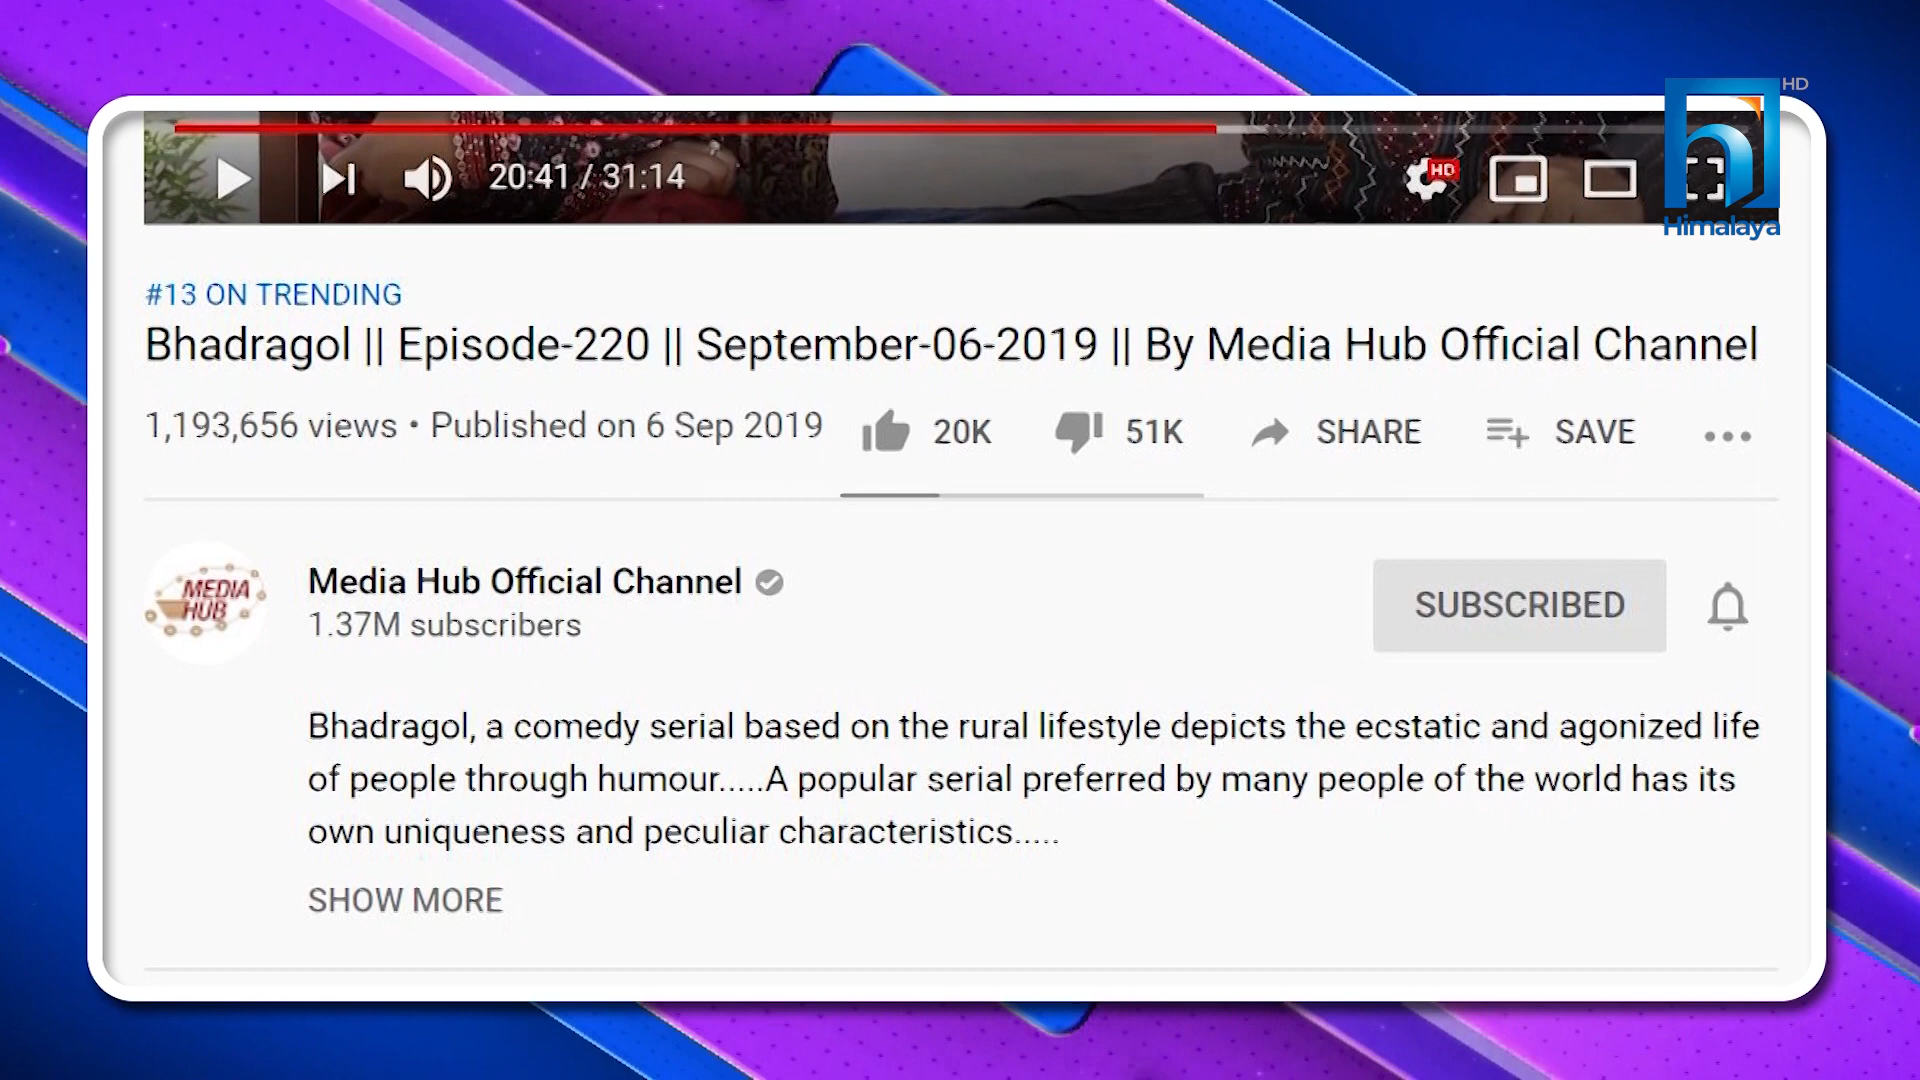 HD
Himalaya
20:41 / 31:14
HD
#13 ON TRENDING
Bhadragol || Episode-220 || September-06-2019 || By Media Hub Official Channel
1,193,656 views • Published on 6 Sep 2019 20K 51K SHARE SAVE
MEDIA
HUB
Media Hub Official Channel
1.37M subscribers
SUBSCRIBED
Bhadragol, a comedy serial based on the rural lifestyle depicts the ecstatic and agonized life
of people through humour.....A popular serial preferred by many people of the world has its
own uniqueness and peculiar characteristics.....
SHOW MORE